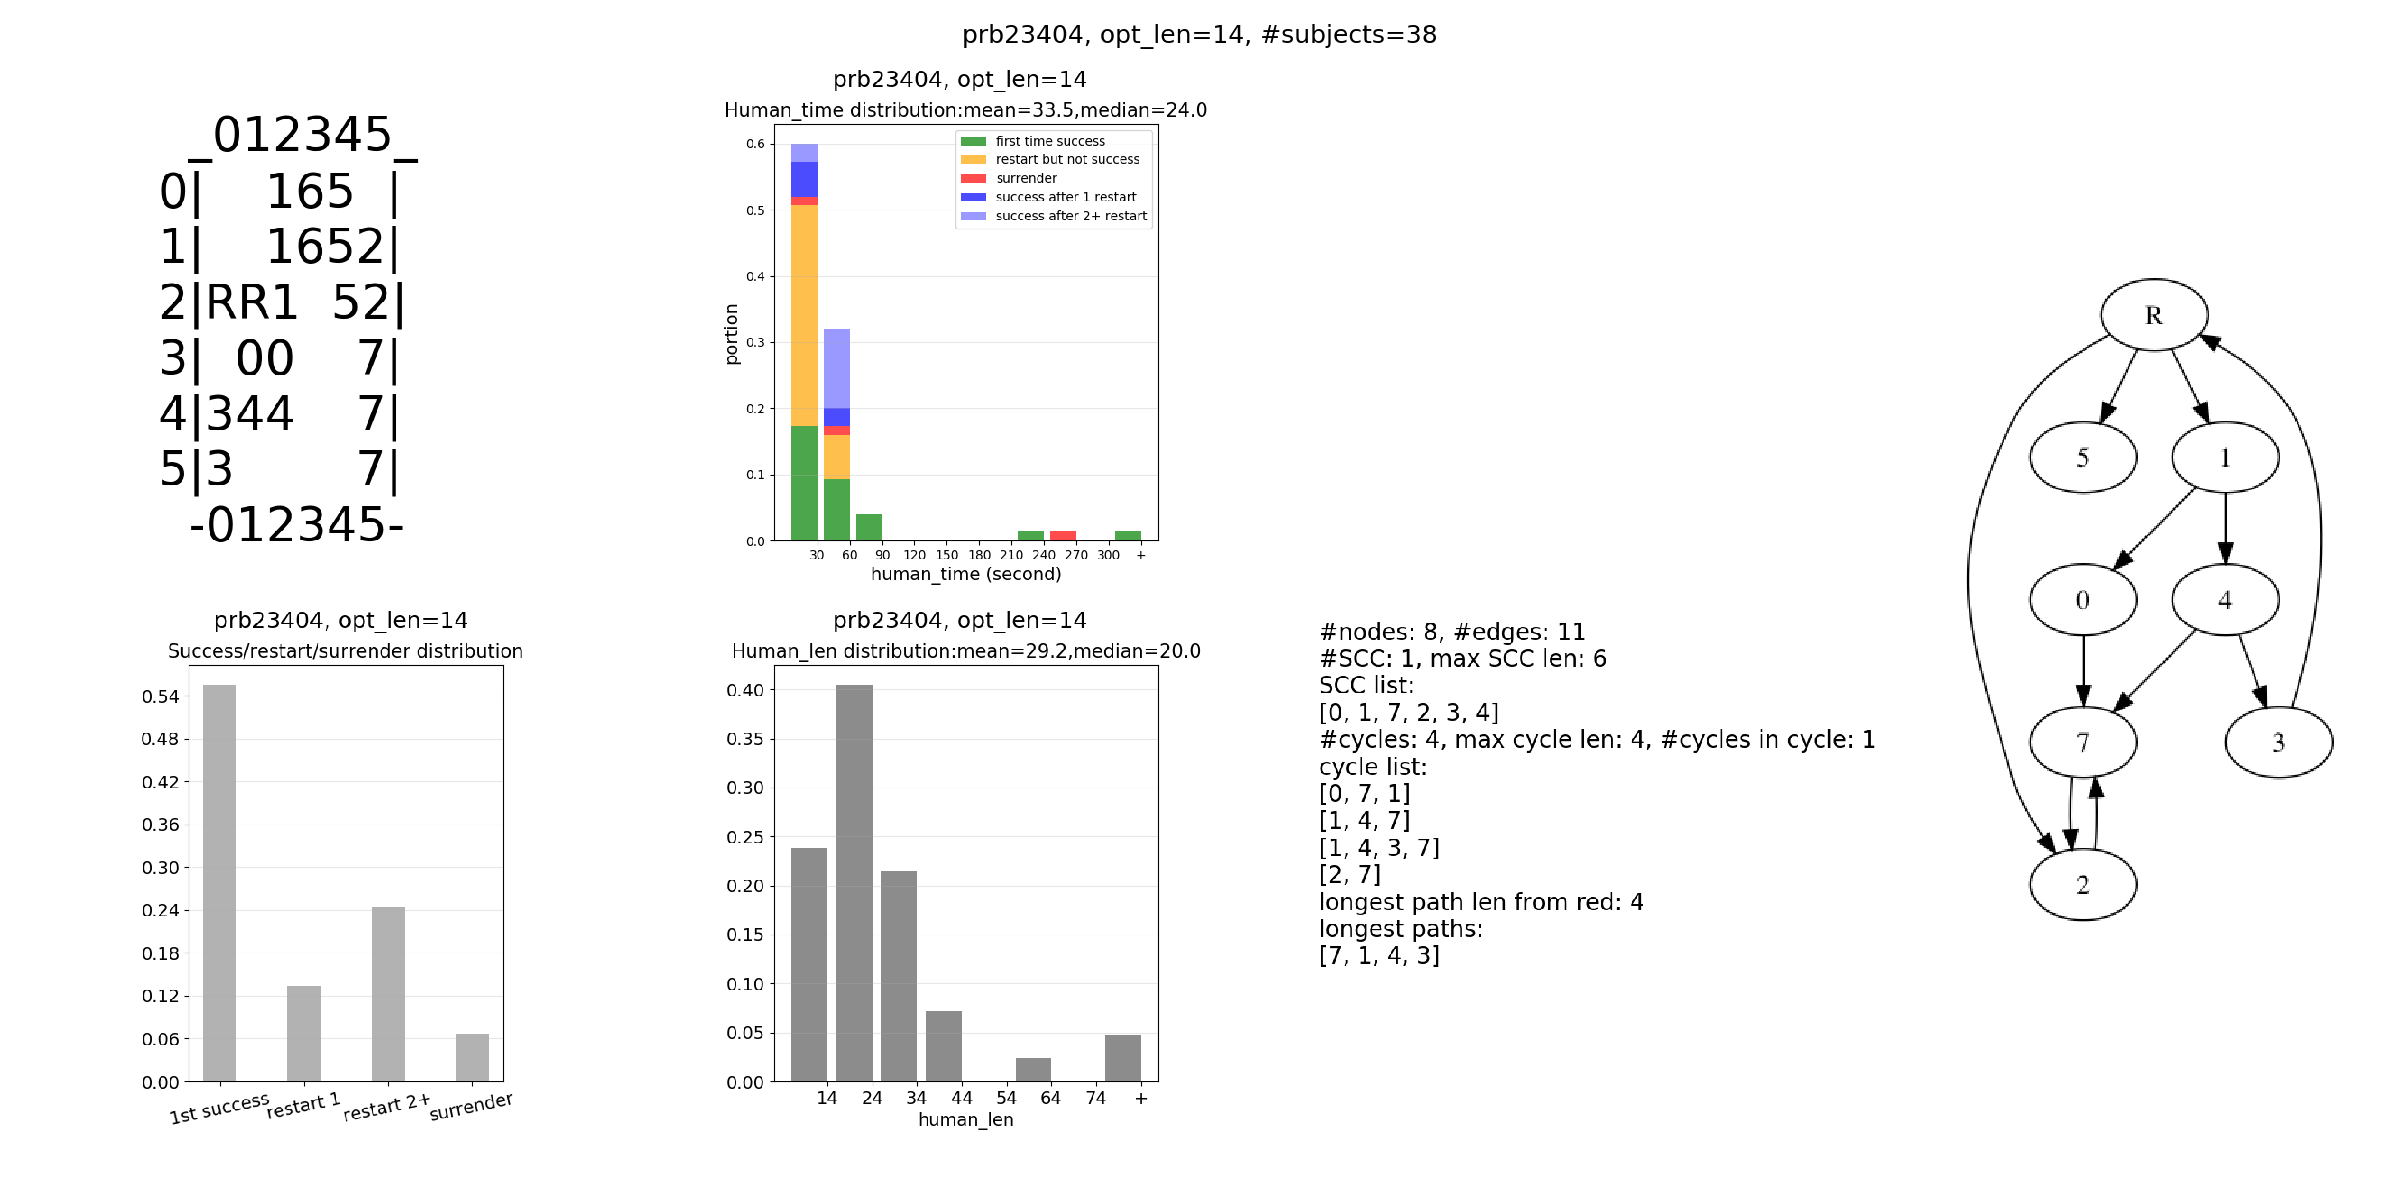 prb23404, opt_len=14, #subjects=38
_012345_
0|  165 |
1|  1652|
2|RR1 52|
3| 00  7|
4|344  7|
5|3    7|
-012345-
prb23404, opt_len=14
Human_time distribution:mean=33.5,median=24.0
first time success
restart but not success
surrender
success after 1 restart
success after 2+ restart
portion
0.6
0.5
0.4
0.3
0.2
0.1
0.0
30 60 90 120 150 180 210 240 270 300 +
human_time (second)
prb23404, opt_len=14
Success/restart/surrender distribution
0.54
0.48
0.42
0.36
0.30
0.24
0.18
0.12
0.06
0.00
1st success restart 1 restart 2+ surrender
prb23404, opt_len=14
Human_len distribution:mean=29.2,median=20.0
0.40
0.35
0.30
0.25
0.20
0.15
0.10
0.05
0.00
14 24 34 44 54 64 74 +
human_len
#nodes: 8, #edges: 11
#SCC: 1, max SCC len: 6
SCC list:
[0, 1, 7, 2, 3, 4]
#cycles: 4, max cycle len: 4, #cycles in cycle: 1
cycle list:
[0, 7, 1]
[1, 4, 7]
[1, 4, 3, 7]
[2, 7]
longest path len from red: 4
longest paths:
[7, 1, 4, 3]
R
5 1
0 4
7 3
2